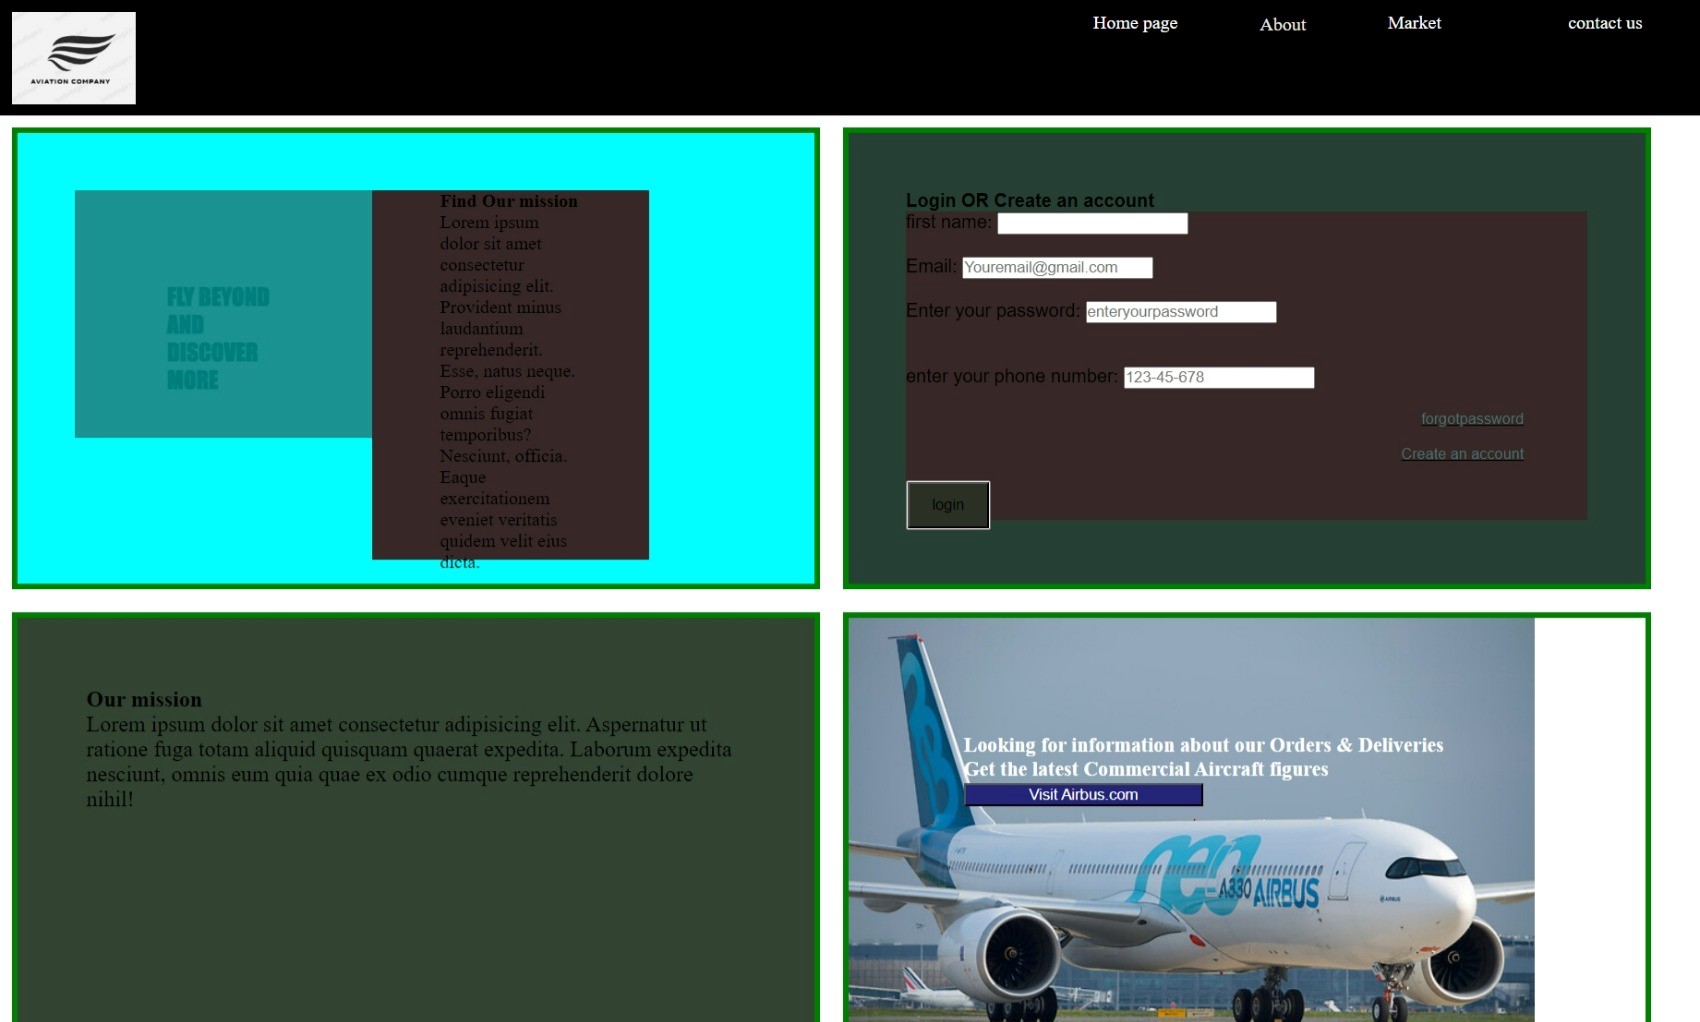 AVIATION COMPANY
Home page
About
Market
contact us
FLY BEYOND
AND
DISCOVER
MORE
Find Our mission
Lorem ipsum
dolor sit amet
consectetur
adipisicing elit.
Provident minus
laudantium
reprehenderit.
Esse, natus neque.
Porro eligendi
omnis fugiat
temporibus?
Nesciunt, officia.
Eaque
exercitationem
eveniet veritatis
quidem velit eius
dicta.
Login OR Create an account
first name:
Email: Youremail@gmail.com
Enter your password: enteryourpassword
enter your phone number: 123-45-678
forgotpassword
Create an account
login
Our mission
Lorem ipsum dolor sit amet consectetur adipisicing elit. Aspernatur ut
ratione fuga totam aliquid quisquam quaerat expedita. Laborum expedita
nesciunt, omnis eum quia quae ex odio cumque reprehenderit dolore
nihil!
Looking for information about our Orders & Deliveries
Get the latest Commercial Aircraft figures
Visit Airbus.com
neo
A330 AIRBUS
AIRBUS